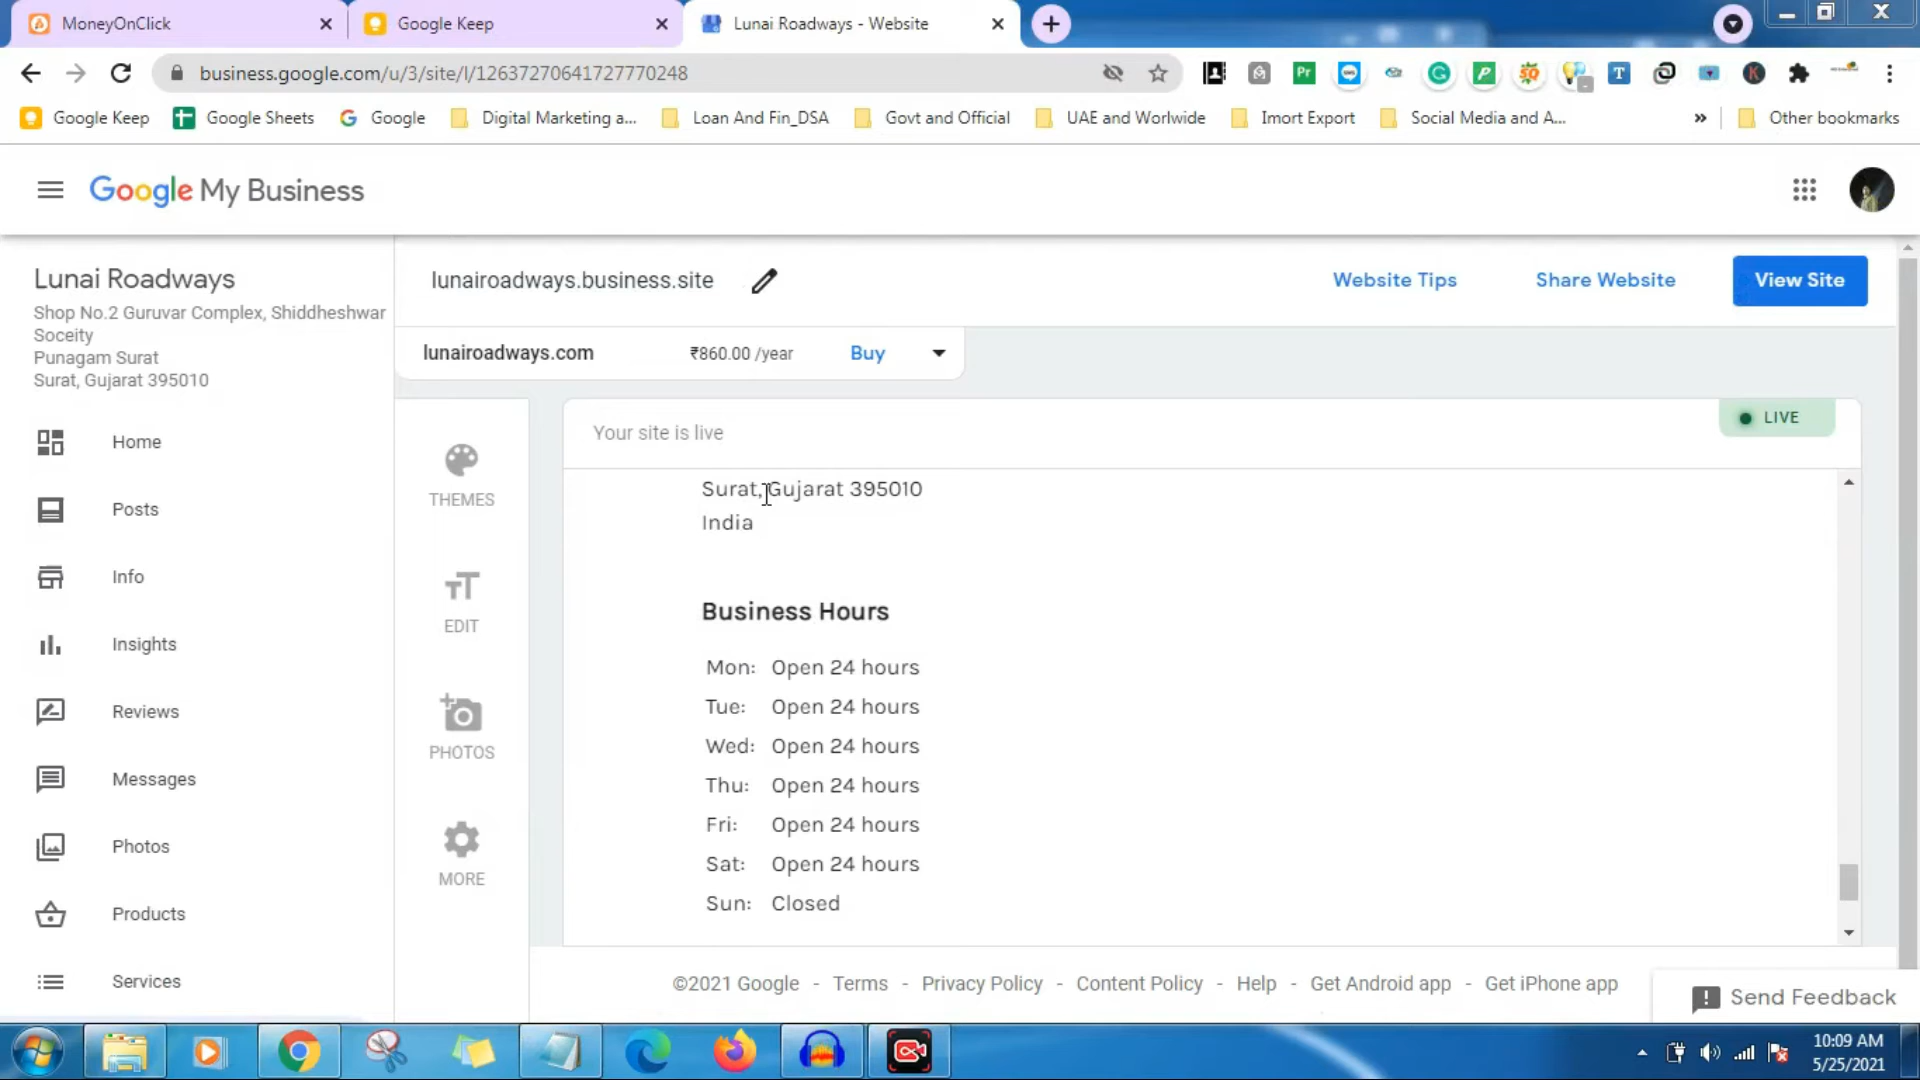 MoneyOnClick
Google Keep
Lunai Roadways - Website
business.google.com/u/3/site/l/12637270641727770248
Google Keep
Google Sheets
Google
Digital Marketing a...
Loan And Fin_DSA
Govt and Official
UAE and Worlwide
Imort Export
Social Media and A...
»
Other bookmarks
Google My Business
Lunai Roadways
Shop No.2 Guruvar Complex, Shiddheshwar
Soceity
Punagam Surat
Surat, Gujarat 395010
Home
Posts
Info
Insights
Reviews
Messages
Photos
Products
Services
lunairoadways.business.site
Website Tips
Share Website
View Site
lunairoadways.com
₹860.00 /year
Buy
THEMES
EDIT
PHOTOS
MORE
Your site is live
LIVE
Surat, Gujarat 395010
India
Business Hours
Mon: Open 24 hours
Tue: Open 24 hours
Wed: Open 24 hours
Thu: Open 24 hours
Fri: Open 24 hours
Sat: Open 24 hours
Sun: Closed
©2021 Google - Terms - Privacy Policy - Content Policy - Help - Get Android app - Get iPhone app
Send Feedback
10:09 AM
5/25/2021